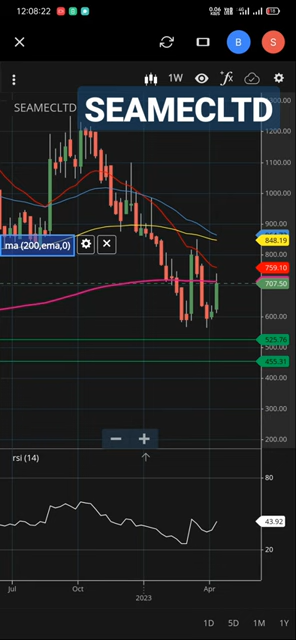 12:08:22
0.06 KB/S
B
S
1W
SEAMECLTD
SEAMECLTD
1200.00
1100.00
1000.00
900.00
848.19
ma (200,ema,0)
759.10
707.50
600.00
525.76
455.31
400.00
300.00
200.00
rsi (14)
80
43.92
20
Jul
Oct
Apr
2023
1D
5D
1M
1Y